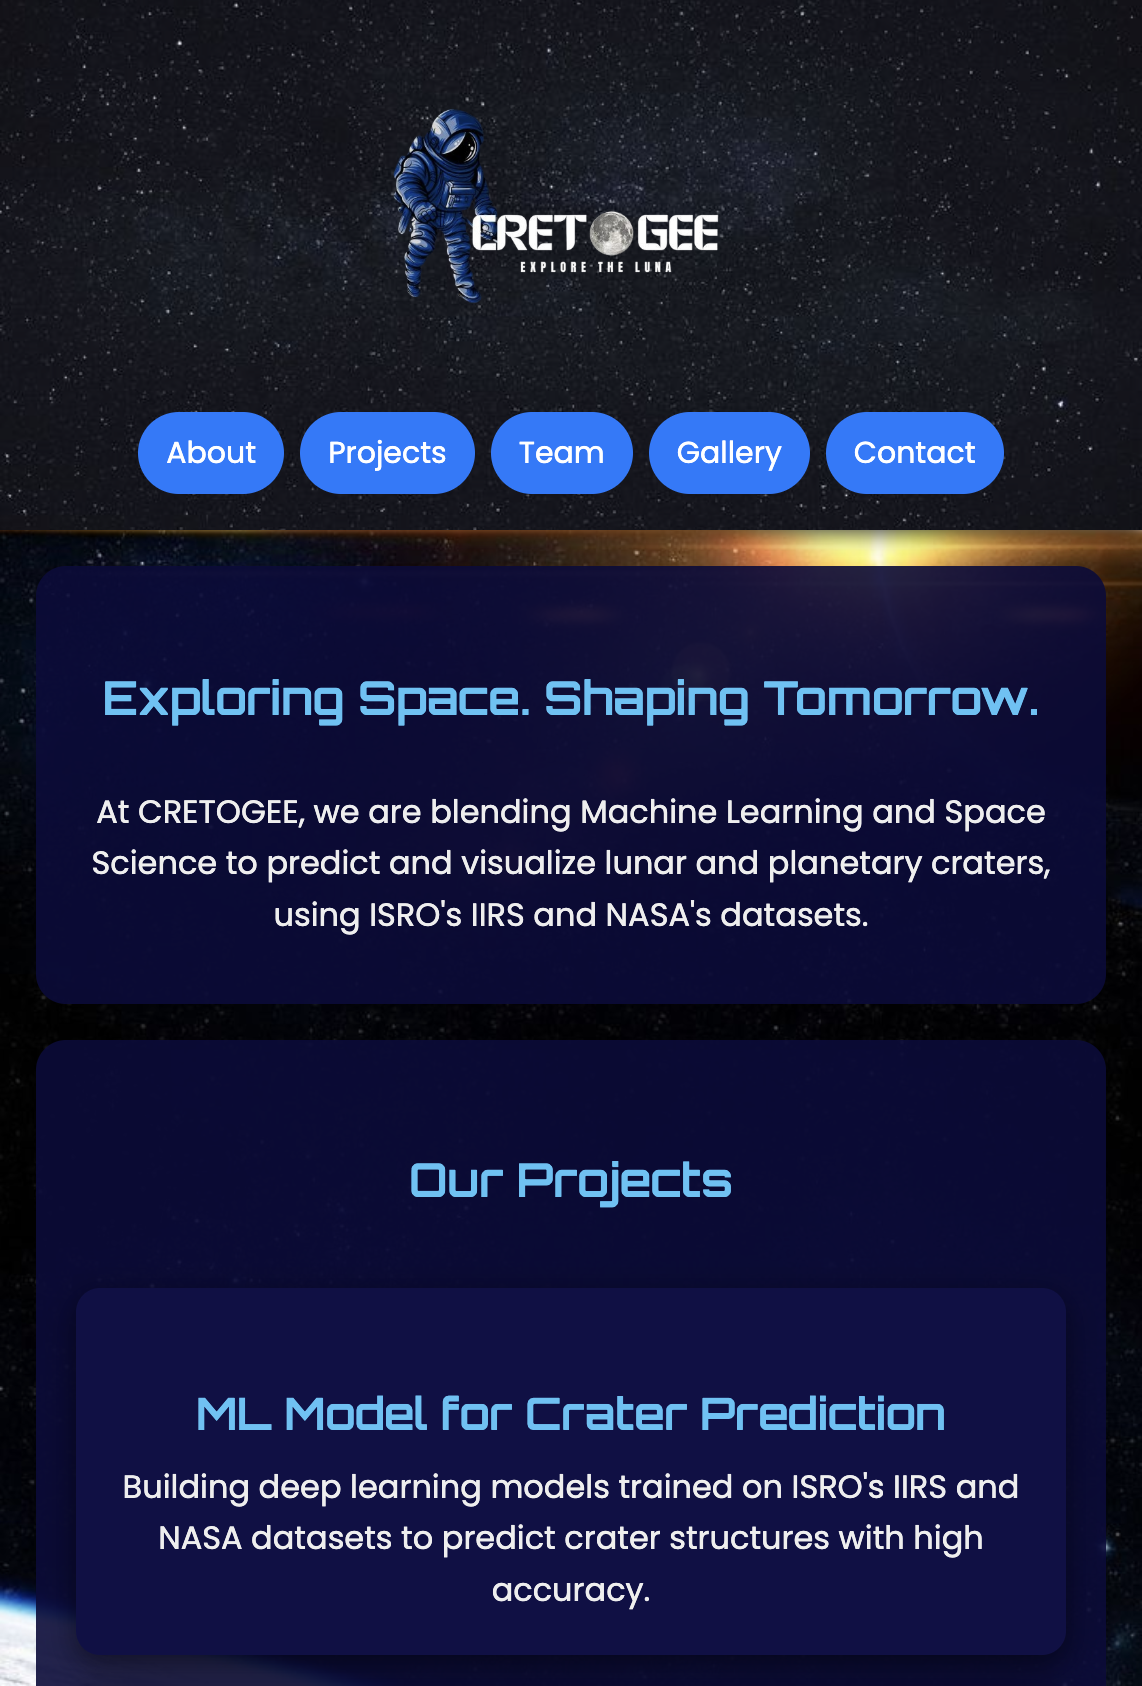 CRETOGEE
EXPLORE THE LUNA
About Projects Team Gallery Contact
Exploring Space. Shaping Tomorrow.
At CRETOGEE, we are blending Machine Learning and Space
Science to predict and visualize lunar and planetary craters,
using ISRO's IIRS and NASA's datasets.
Our Projects
ML Model for Crater Prediction
Building deep learning models trained on ISRO's IIRS and
NASA datasets to predict crater structures with high
accuracy.